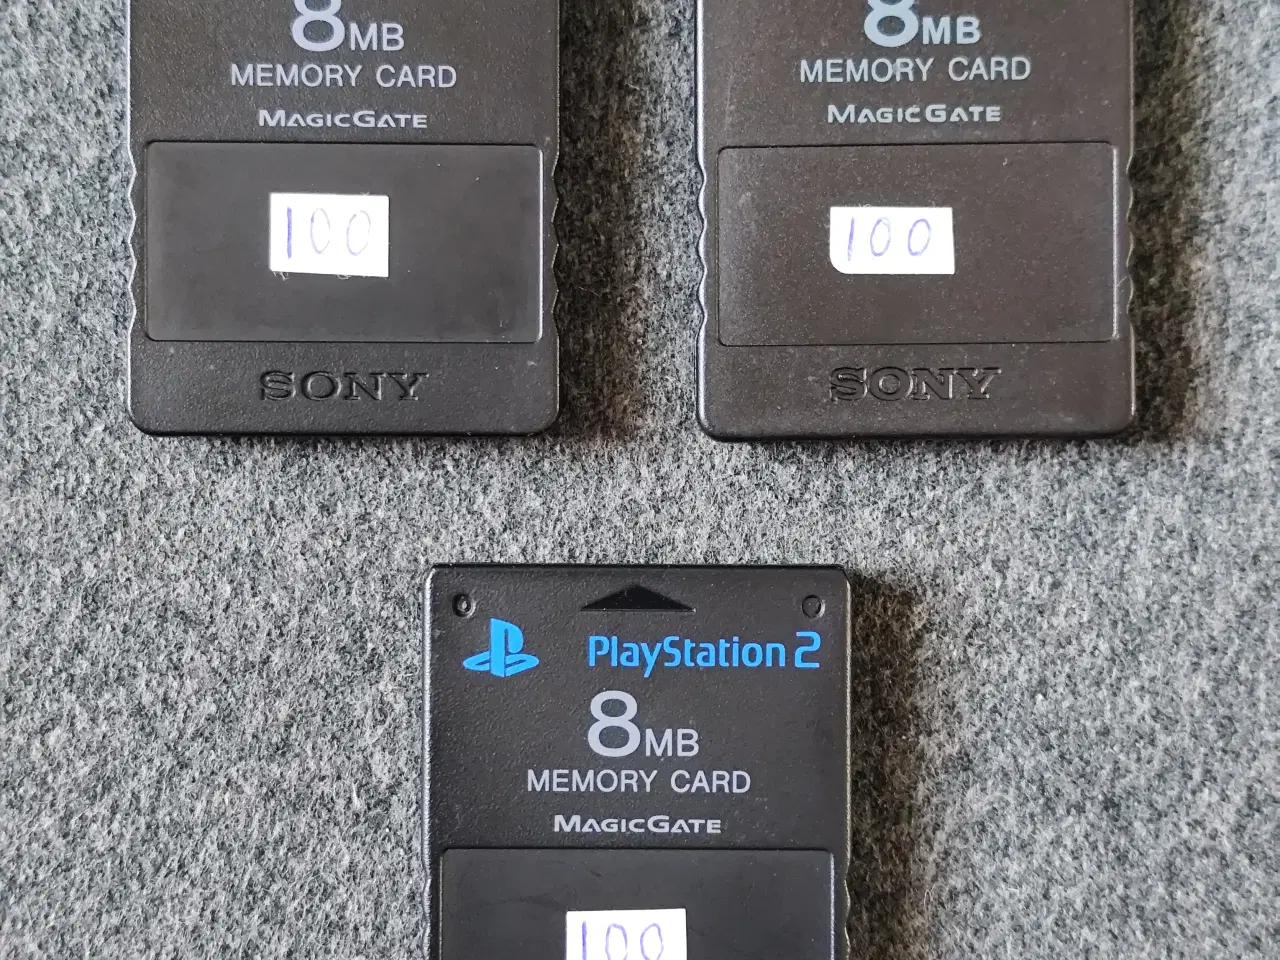 8MB
MEMORY CARD
MAGICGATE
100
SONY
8MB
MEMORY CARD
MAGICGATE
100
SONY
PlayStation 2
8MB
MEMORY CARD
MAGICGATE
100